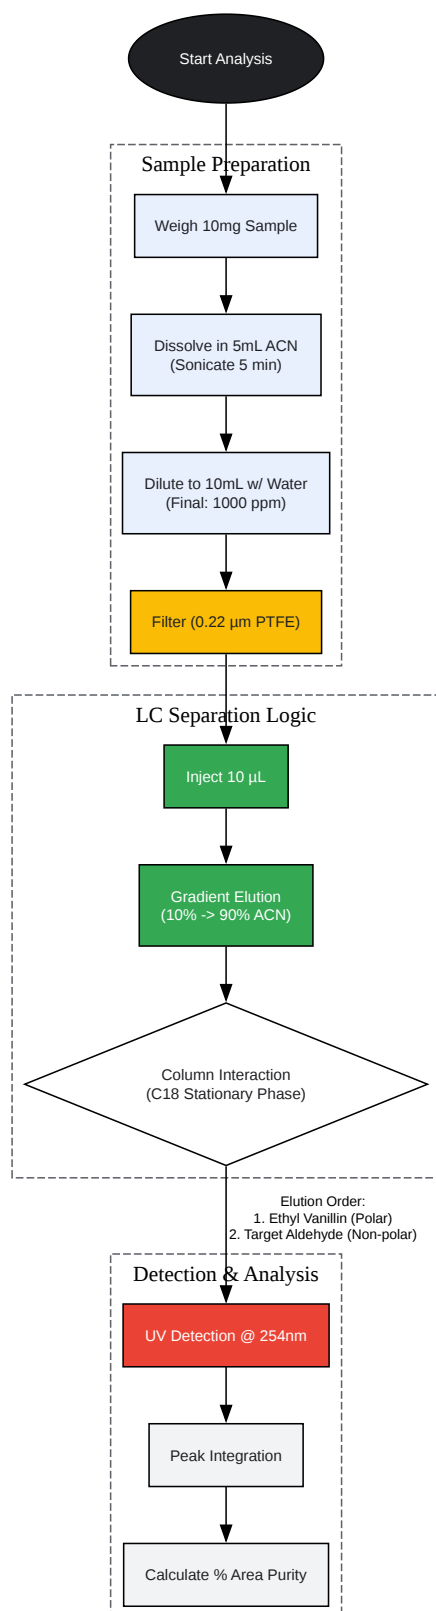 Start Analysis
Sample Preparation
Weigh 10mg Sample
Dissolve in 5mL ACN
(Sonicate 5 min)
Dilute to 10mL w/ Water
(Final: 1000 ppm)
Filter (0.22 µm PTFE)
LC Separation Logic
Inject 10 µL
Gradient Elution
(10% -> 90% ACN)
Column Interaction
(C18 Stationary Phase)
Elution Order:
1. Ethyl Vanillin (Polar)
2. Target Aldehyde (Non-polar)
Detection & Analysis
UV Detection @ 254nm
Peak Integration
Calculate % Area Purity